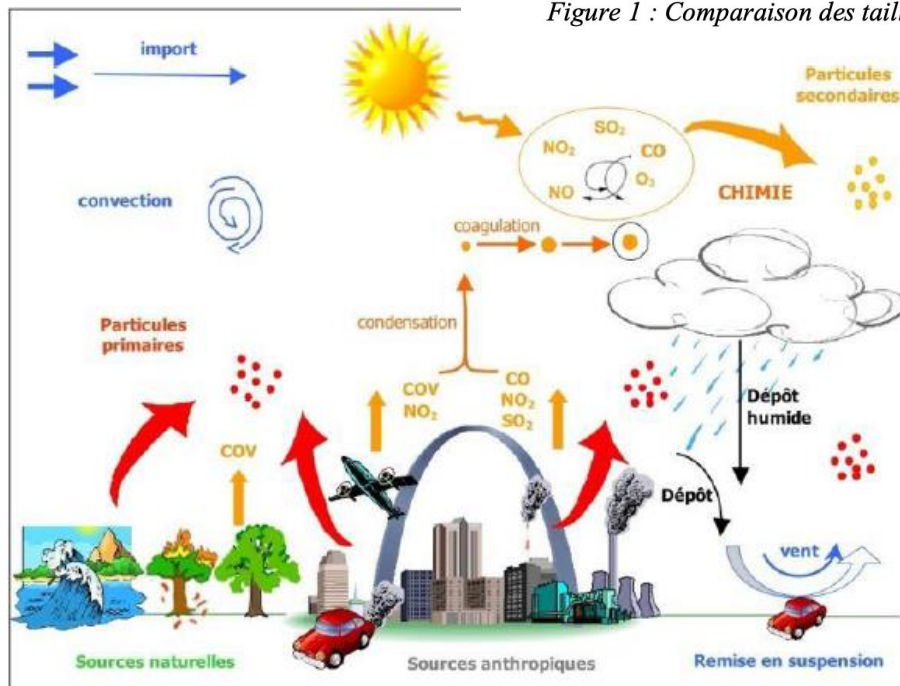 Figure 1 : Comparaison des taill
import
Particules
secondaires
SO₂
NO₂
CO
NO
O₃
CHIMIE
convection
coagulation
condensation
Particules
primaires
COV
NO₂
CO
NO₂
SO₂
Dépôt
humide
COV
Dépôt
vent
Sources naturelles
Sources anthropiques
Remise en suspension